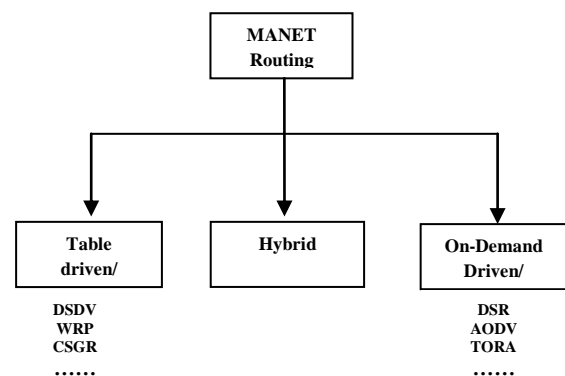 MANET
Routing
Table
driven/
Hybrid
On-Demand
Driven/
DSDV
WRP
CSGR
......
DSR
AODV
TORA
......